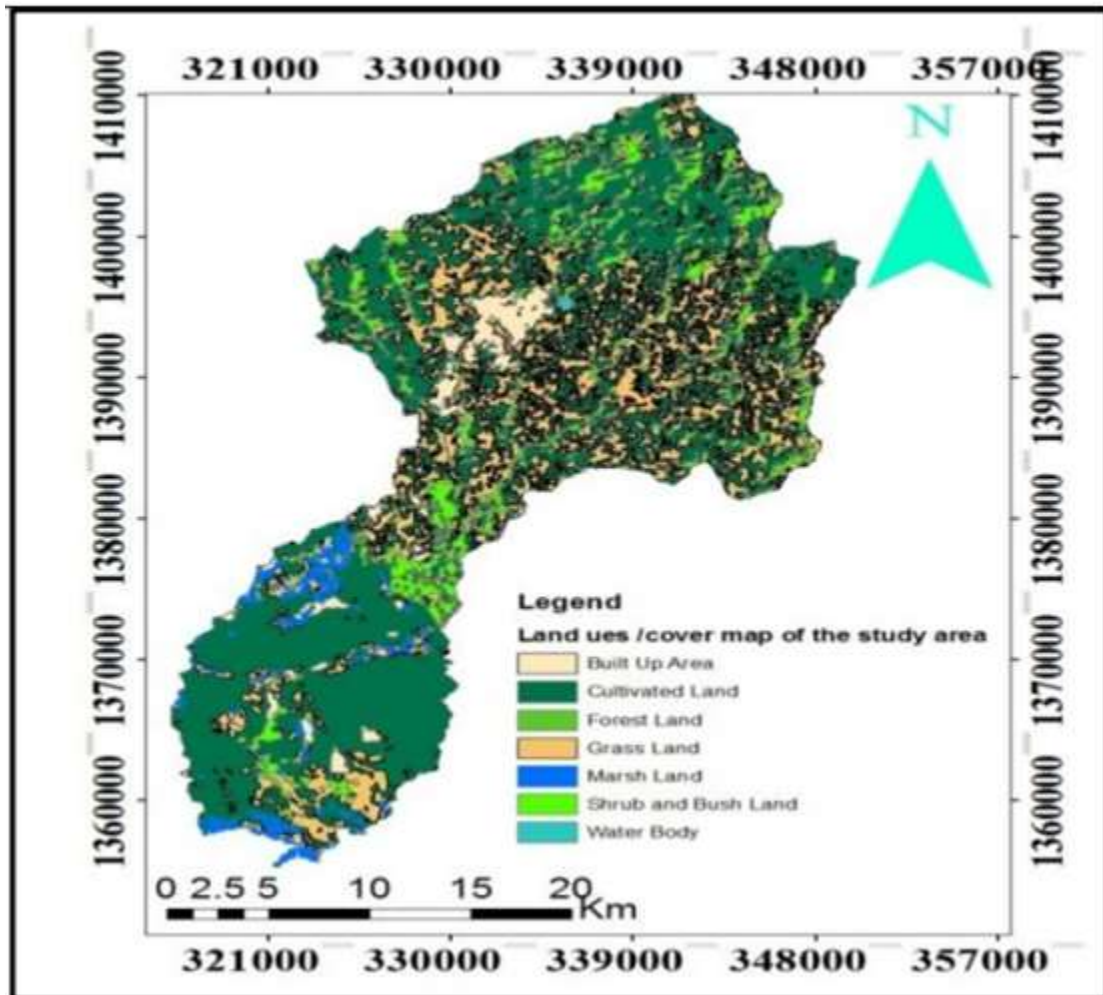 321000 330000 339000 348000 357000
1410000
1400000
1390000
1380000
1370000
1360000
N
1410000
1400000
1390000
1380000
1370000
1360000
Legend
Land ues /cover map of the study area
Built Up Area
Cultivated Land
Forest Land
Grass Land
Marsh Land
Shrub and Bush Land
Water Body
0 2.5 5 10 15 20
Km
321000 330000 339000 348000 357000